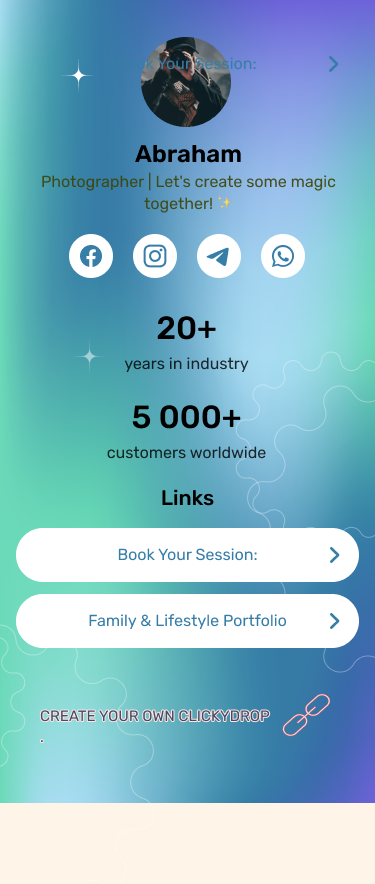 Book Your Session:
Abraham
Photographer | Let's create some magic
together! ✨
20+
years in industry
5 000+
customers worldwide
Links
Book Your Session:
Family & Lifestyle Portfolio
CREATE YOUR OWN CLICKYDROP
.